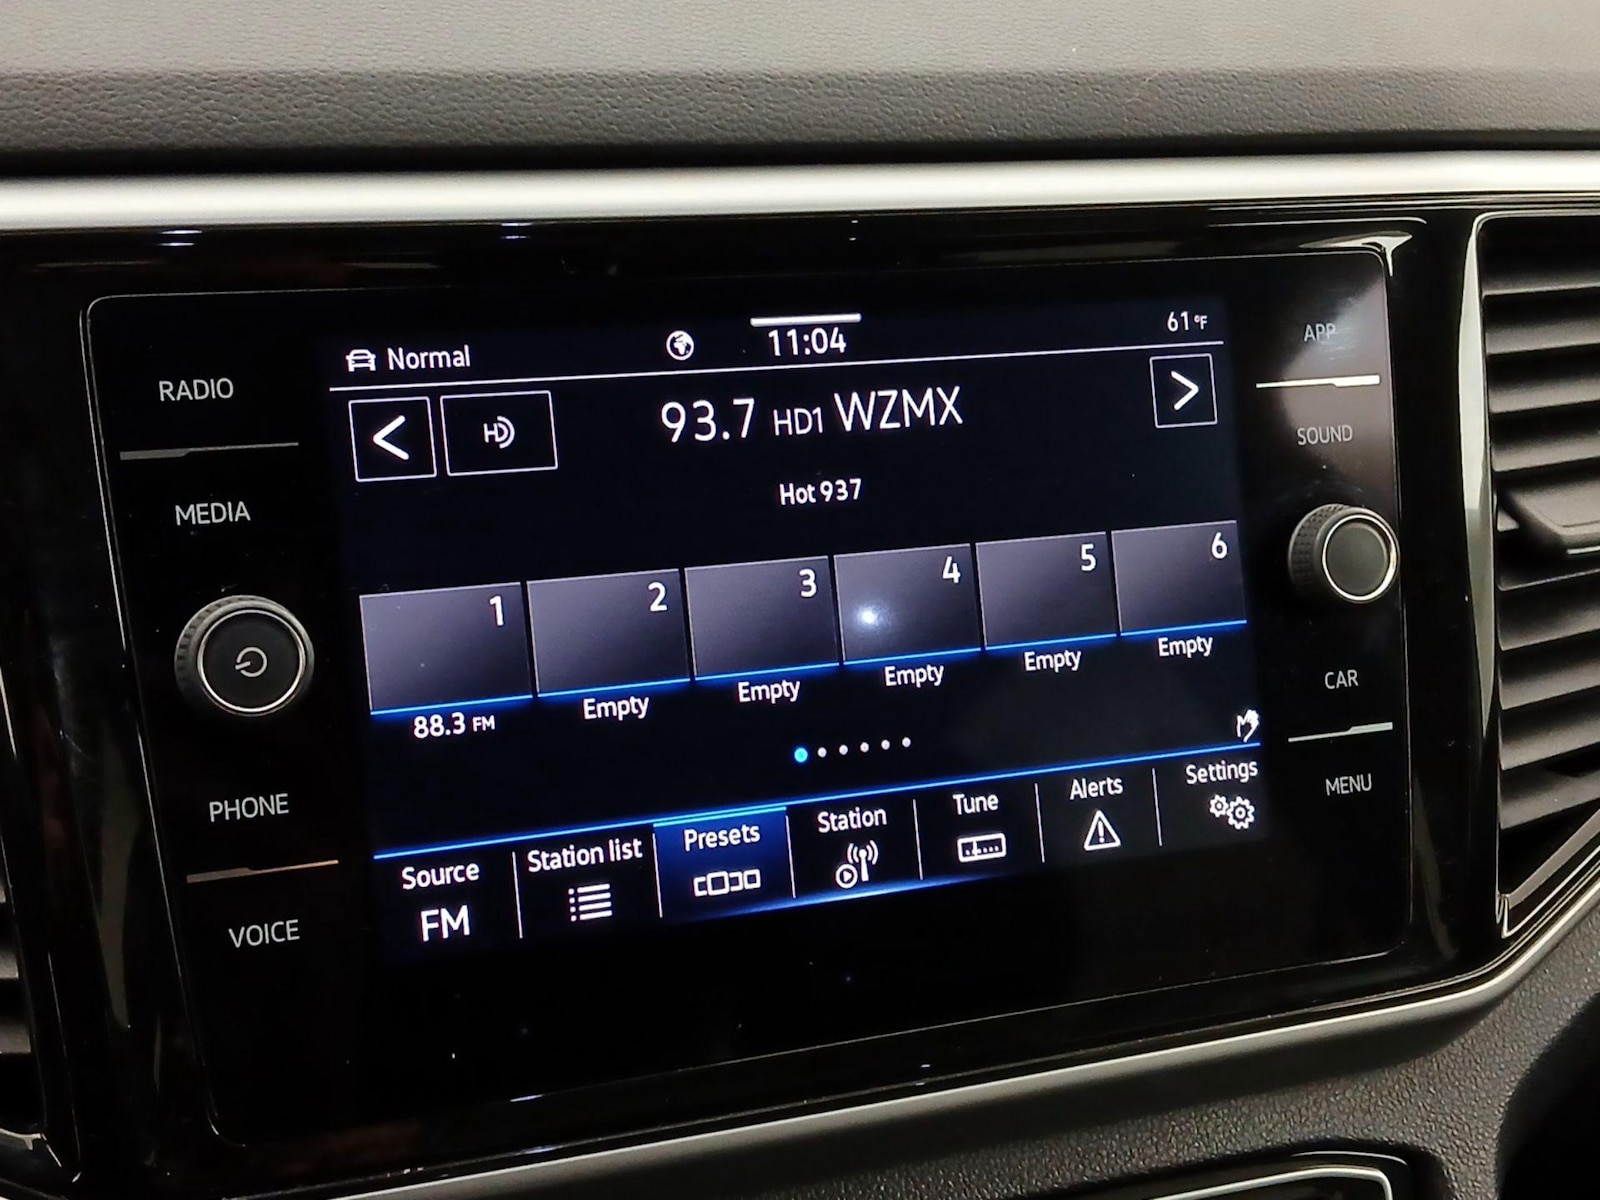 Normal
11:04
61°F
RADIO
MEDIA
PHONE
VOICE
< HD
93.7 HD1 WZMX
>
Hot 937
1 2 3 4 5 6
88.3 FM Empty Empty Empty Empty Empty
Source Station list Presets Station Tune Alerts Settings
FM
APP
SOUND
CAR
MENU